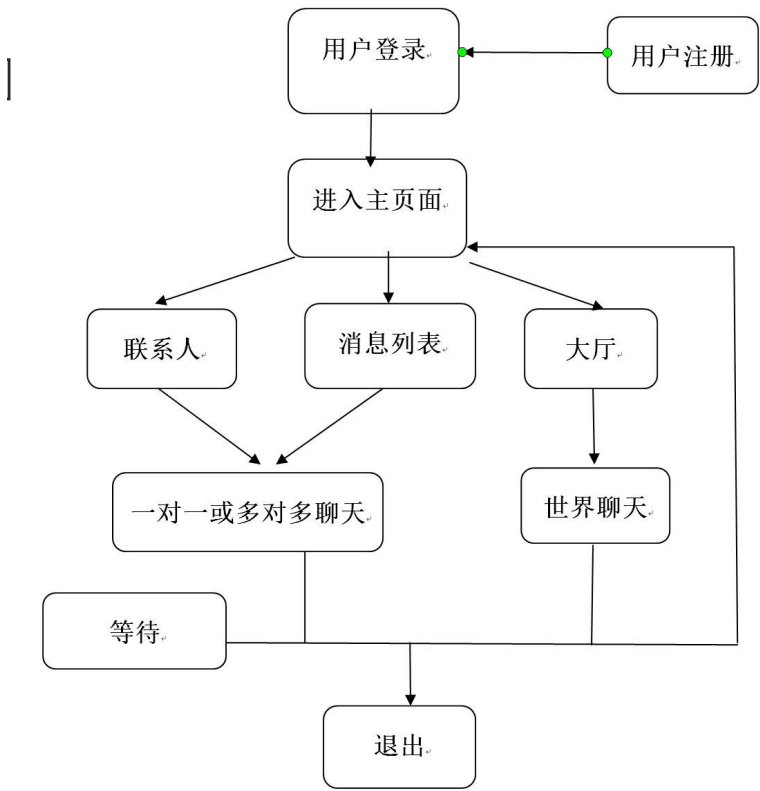 用户登录
用户注册
进入主页面
联系人
消息列表
大厅
一对一或多对多聊天
世界聊天
等待
退出